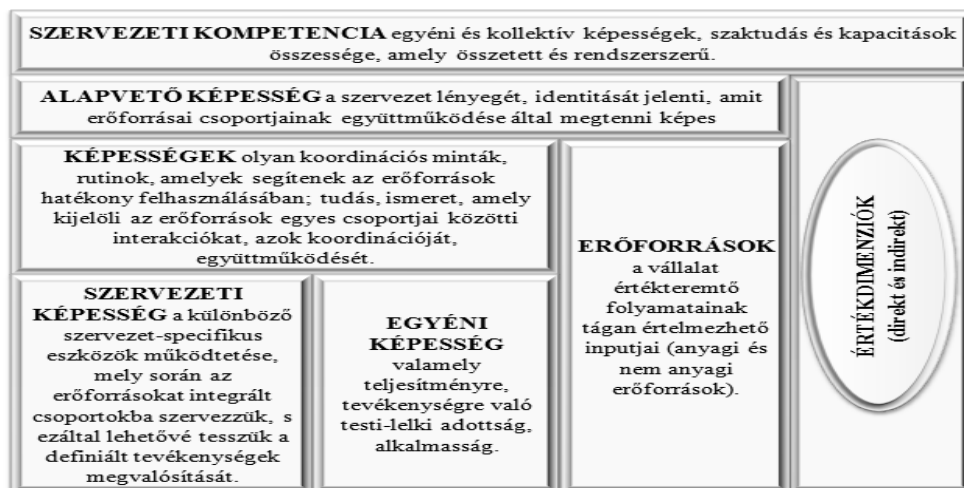 SZERVEZETI KOMPETENCIA egyéni és kollektív képességek, szaktudás és kapacitások
összessége, amely összetett és rendszerszerű.
ALAPVETŐ KÉPESSÉG a szervezet lényegét, identitását jelenti, amit
erőforrásai csoportjainak együttműködése által megtenni képes
KÉPESSÉGEK olyan koordinációs minták,
rutinok, amelyek segítenek az erőforrások
hatékony felhasználásában; tudás, ismeret, amely
kijelöli az erőforrások egyes csoportjai közötti
interakciókat, azok koordinációját,
együttműködését.
SZERVEZETI
KÉPESSÉG a különböző
szervezet-specifikus
eszközök működtetése,
mely során az
erőforrásokat integrált
csoportokba szervezzük, s
ezáltal lehetővé tesszük a
definiált tevékenységek
megvalósítását.
EGYÉNI
KÉPESSÉG
valamely
teljesítményre,
tevékenységre való
testi-lelki adottság,
alkalmasság.
ERŐFORRÁSOK
a vállalat
értékteremtő
folyamatainak
tágan értelmezhető
inputjai (anyagi és
nem anyagi
erőforrások).
ÉRTÉKDIMENZIÓK
(direkt és indirekt)